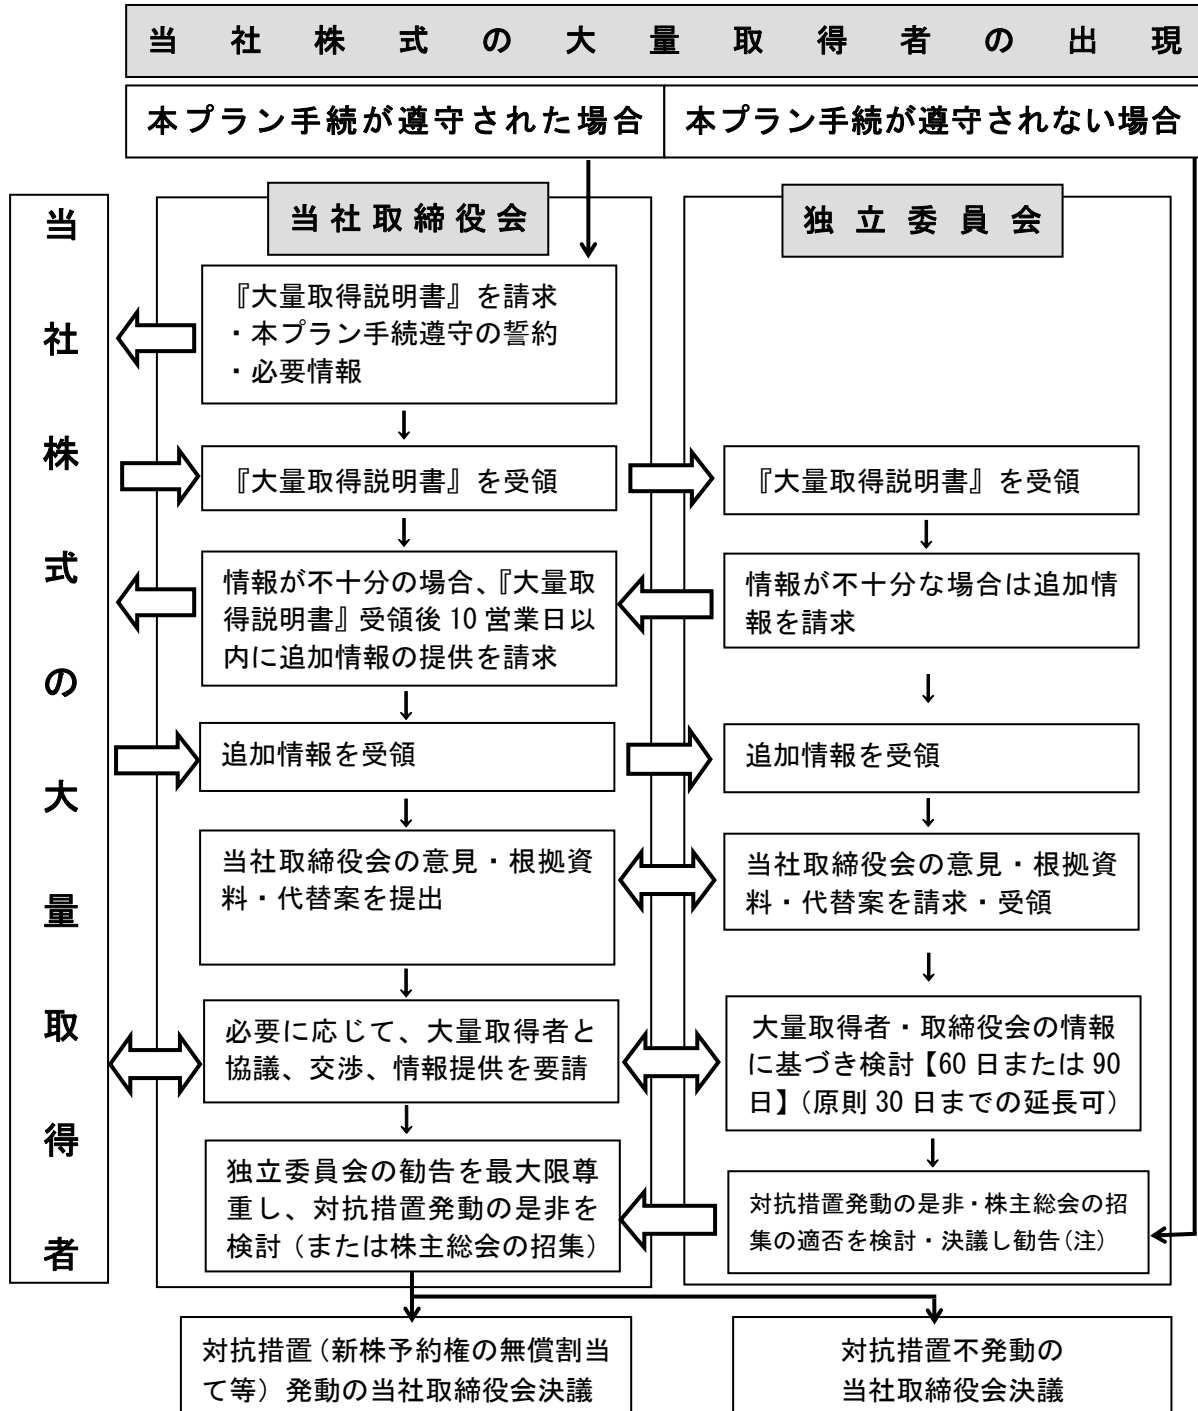 当社株式の大量取得者の出現
本プラン手続が遵守された場合
本プラン手続が遵守されない場合
当社株式の大量取得者
当社取締役会
独立委員会
『大量取得説明書』を請求
・本プラン手続遵守の誓約
・必要情報
『大量取得説明書』を受領
『大量取得説明書』を受領
情報が不十分の場合、『大量取
得説明書』受領後 10 営業日以
内に追加情報の提供を請求
情報が不十分な場合は追加情
報を請求
追加情報を受領
追加情報を受領
当社取締役会の意見・根拠資
料・代替案を提出
当社取締役会の意見・根拠資
料・代替案を請求・受領
必要に応じて、大量取得者と
協議、交渉、情報提供を要請
大量取得者・取締役会の情報
に基づき検討【60 日または 90
日】（原則 30 日までの延長可）
独立委員会の勧告を最大限尊
重し、対抗措置発動の是非を
検討（または株主総会の招集）
対抗措置発動の是非・株主総会の招
集の適否を検討・決議し勧告（注）
対抗措置（新株予約権の無償割当
て等）発動の当社取締役会決議
対抗措置不発動の
当社取締役会決議